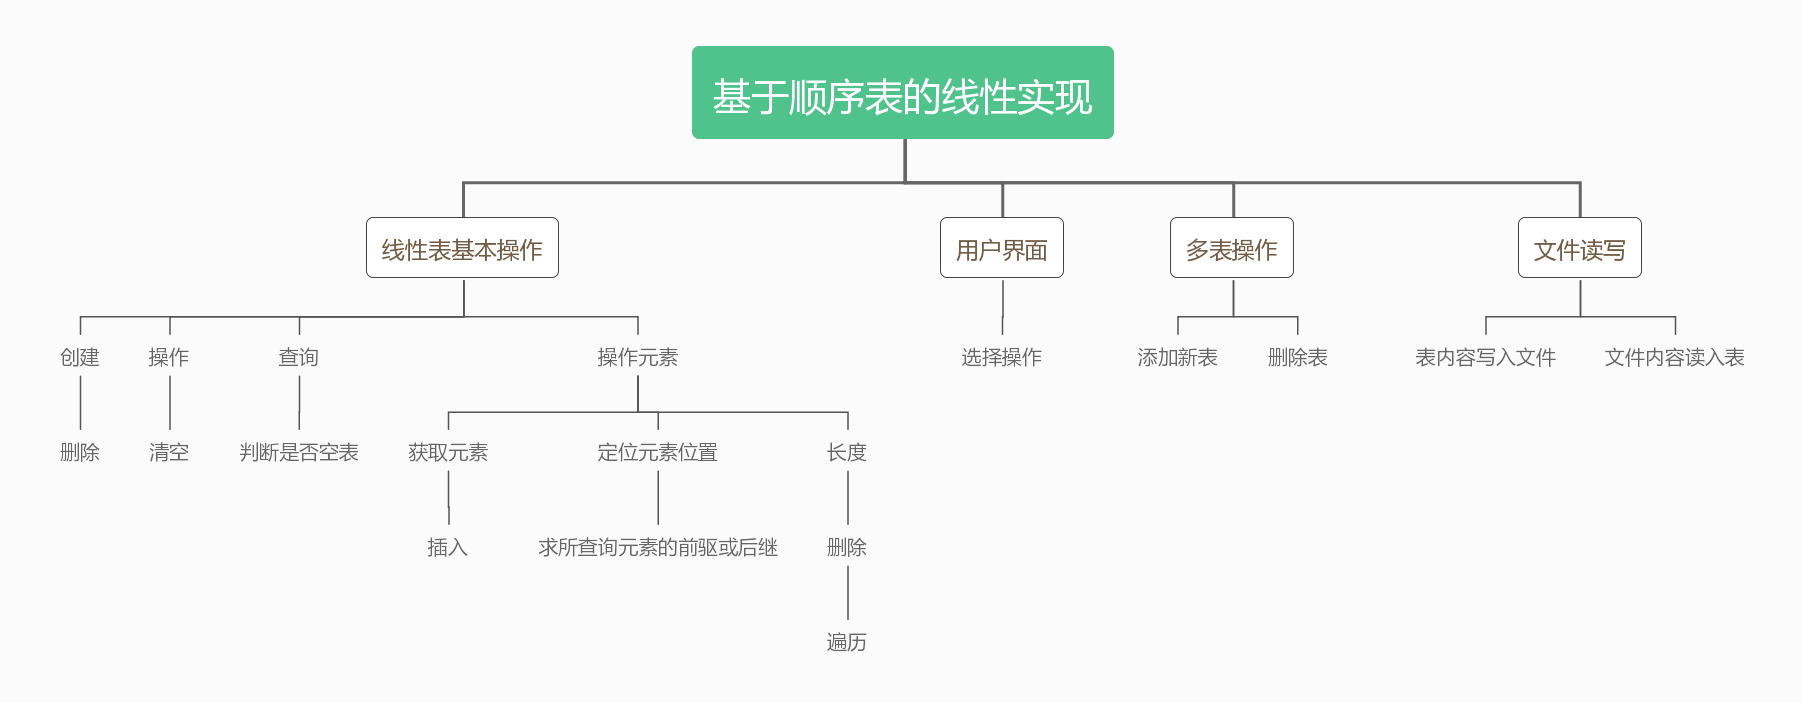 基于顺序表的线性实现
线性表基本操作
用户界面
多表操作
文件读写
创建
操作
查询
操作元素
选择操作
添加新表
删除表
表内容写入文件
文件内容读入表
删除
清空
判断是否空表
获取元素
定位元素位置
长度
插入
求所查询元素的前驱或后继
删除
遍历